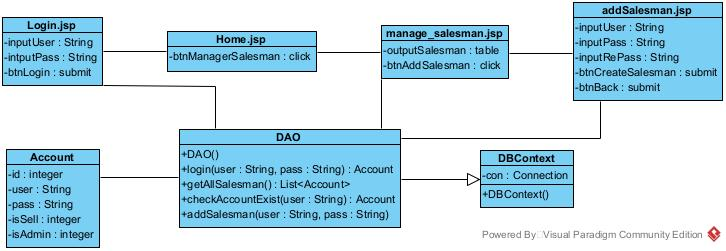 Login.jsp
-inputUser : String
-intputPass : String
-btnLogin : submit
Home.jsp
-btnManagerSalesman : click
manage_salesman.jsp
-outputSalesman : table
-btnAddSalesman : click
addSalesman.jsp
-inputUser : String
-inputPass : String
-inputRePass : String
-btnCreateSalesman : submit
-btnBack : submit
Account
-id : integer
-user : String
-pass : String
-isSell : integer
-isAdmin : integer
DAO
+DAO()
+login(user : String, pass : String) : Account
+getAllSalesman() : List<Account>
+checkAccountExist(user : String) : Account
+addSalesman(user : String, pass : String)
DBContext
-con : Connection
+DBContext()
Powered By Visual Paradigm Community Edition